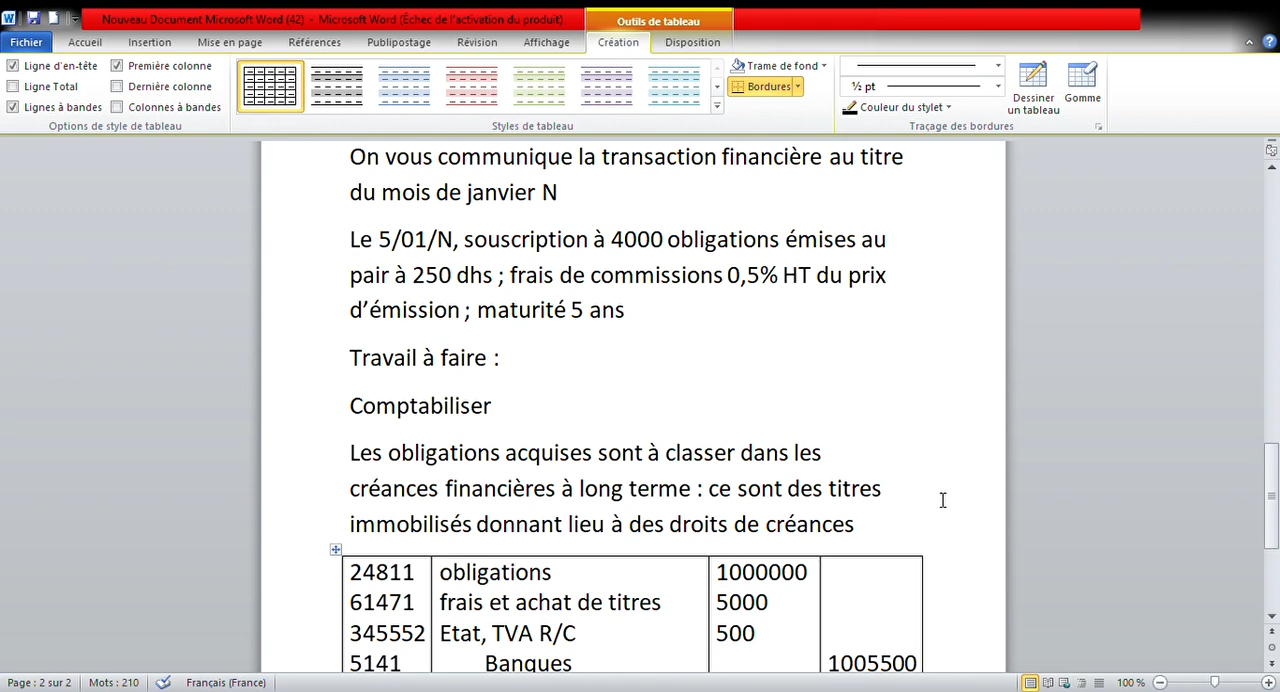 Nouveau Document Microsoft Word (42) - Microsoft Word (Échec de l'activation du produit)
Outils de tableau
Fichier Accueil Insertion Mise en page Références Publipostage Révision Affichage Création Disposition
Ligne d'en-tête Première colonne
Ligne Total Dernière colonne
Lignes à bandes Colonnes à bandes
Options de style de tableau
Styles de tableau
Trame de fond
Bordures
½ pt
Couleur du stylet
Dessiner
un tableau
Gomme
Traçage des bordures
On vous communique la transaction financière au titre
du mois de janvier N
Le 5/01/N, souscription à 4000 obligations émises au
pair à 250 dhs ; frais de commissions 0,5% HT du prix
d'émission ; maturité 5 ans
Travail à faire :
Comptabiliser
Les obligations acquises sont à classer dans les
créances financières à long terme : ce sont des titres
immobilisés donnant lieu à des droits de créances
24811 obligations 1000000
61471 frais et achat de titres 5000
345552 Etat, TVA R/C 500
5141 Banques 1005500
Page : 2 sur 2 Mots : 210 Français (France) 100 %